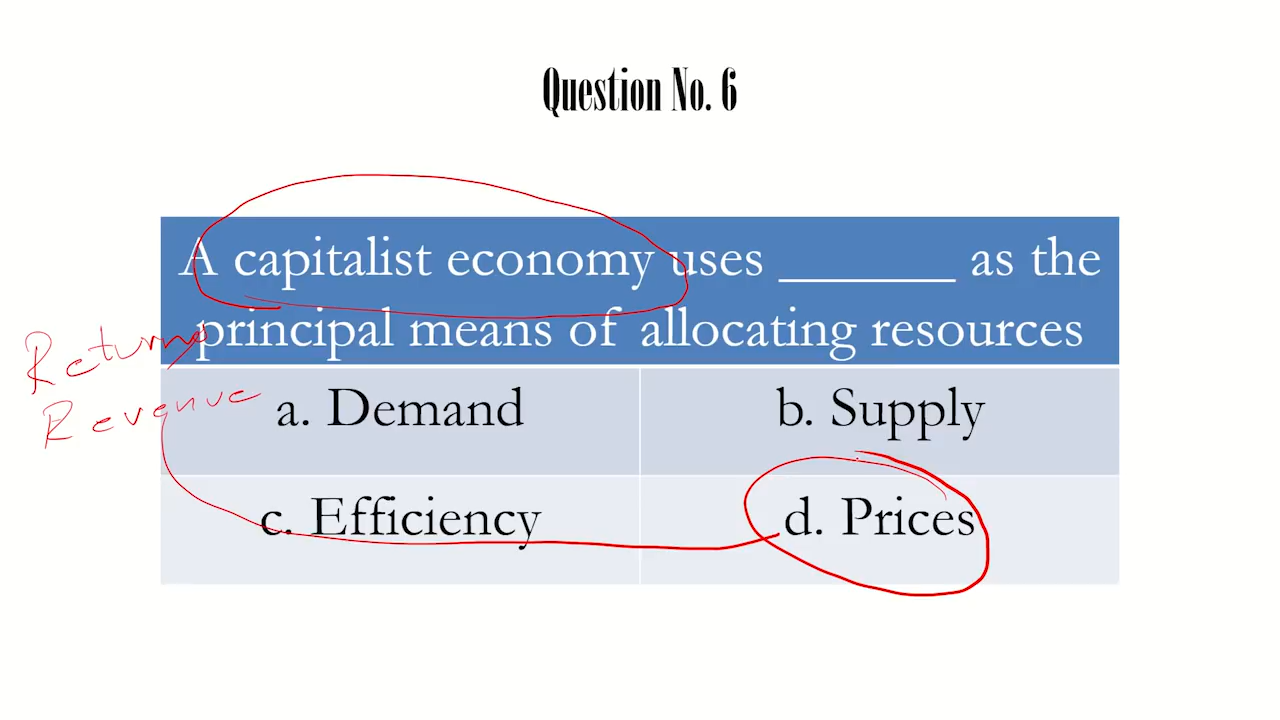 Question No. 6
A capitalist economy uses _______ as the
principal means of allocating resources
Returns
Revenue
a. Demand
b. Supply
c. Efficiency
d. Prices